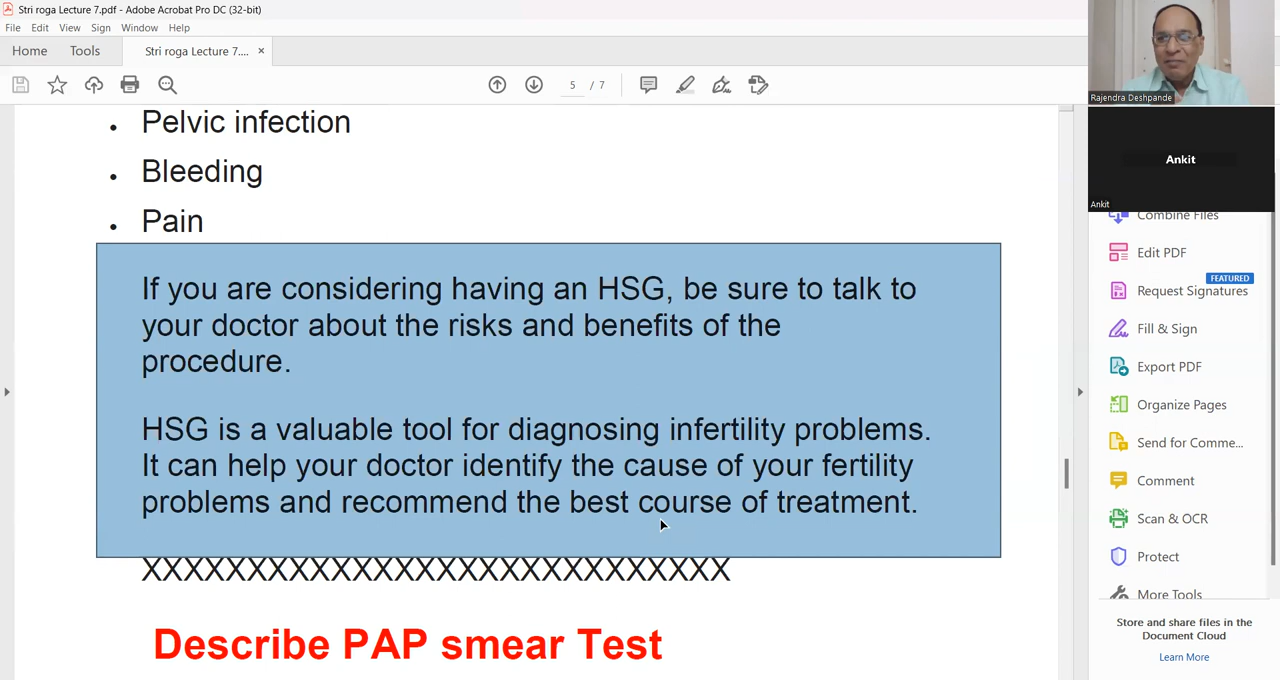 Stri roga Lecture 7.pdf - Adobe Acrobat Pro DC (32-bit)
File Edit View Sign Window Help
Home Tools Stri roga Lecture 7.... ×
5 / 7
Rajendra Deshpande
Ankit
Ankit
• Pelvic infection
• Bleeding
• Pain
If you are considering having an HSG, be sure to talk to
your doctor about the risks and benefits of the
procedure.
HSG is a valuable tool for diagnosing infertility problems.
It can help your doctor identify the cause of your fertility
problems and recommend the best course of treatment.
XXXXXXXXXXXXXXXXXXXXXXXXXXXX
Describe PAP smear Test
Combine Files
Edit PDF
FEATURED
Request Signatures
Fill & Sign
Export PDF
Organize Pages
Send for Comme...
Comment
Scan & OCR
Protect
More Tools
Store and share files in the
Document Cloud
Learn More